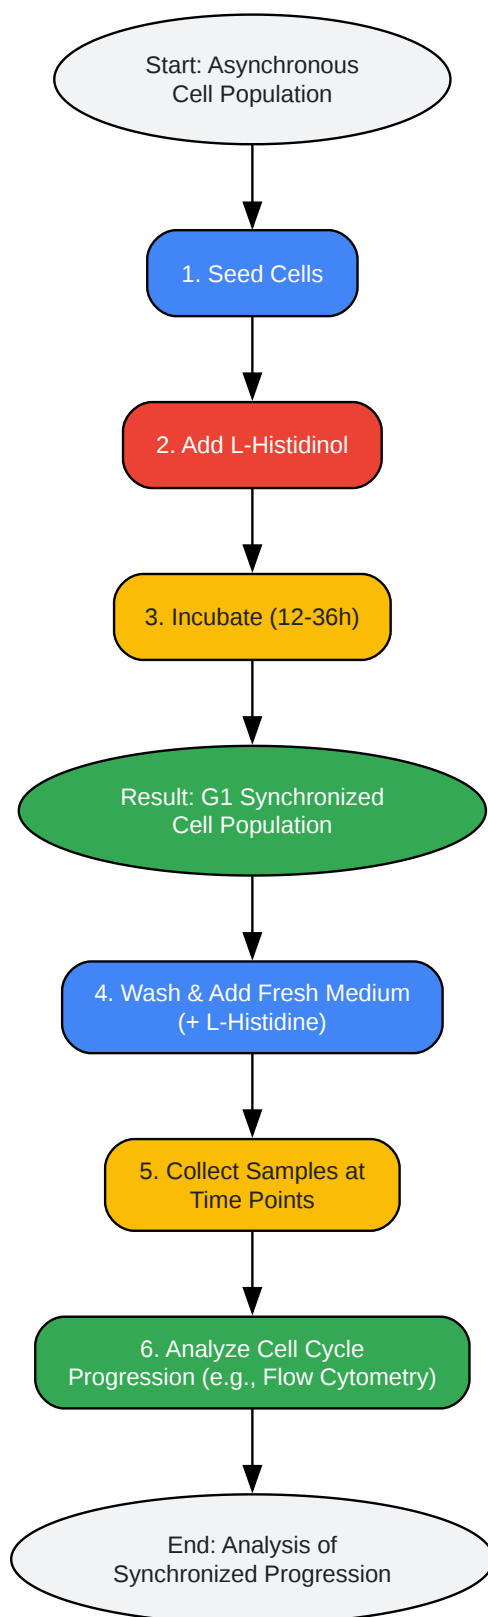 Start: Asynchronous
Cell Population
1. Seed Cells
2. Add L-Histidinol
3. Incubate (12-36h)
Result: G1 Synchronized
Cell Population
4. Wash & Add Fresh Medium
(+ L-Histidine)
5. Collect Samples at
Time Points
6. Analyze Cell Cycle
Progression (e.g., Flow Cytometry)
End: Analysis of
Synchronized Progression